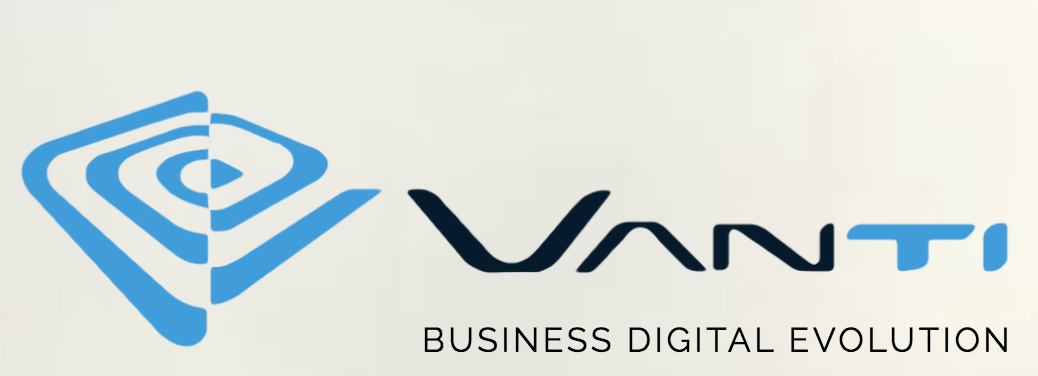 VANTI
BUSINESS DIGITAL EVOLUTION